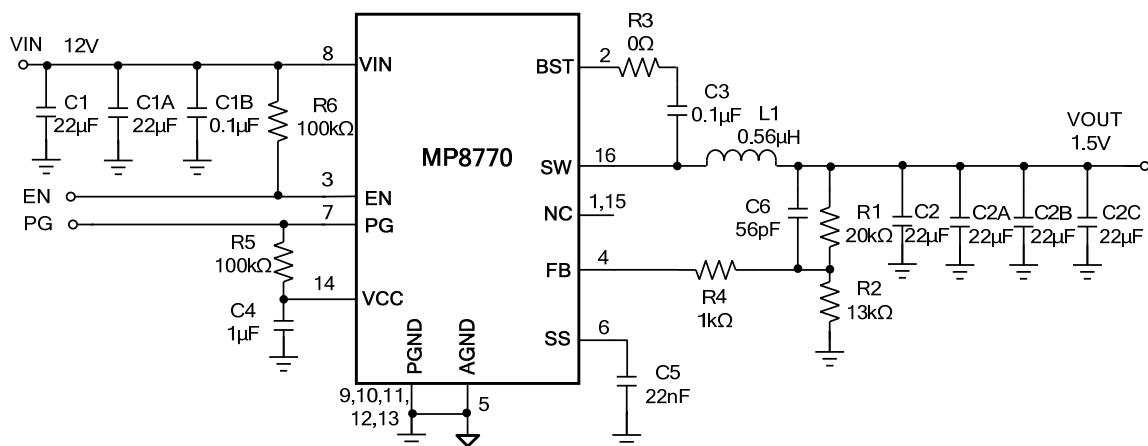 VIN 12V
8
VIN
C1
22μF
C1A
22μF
C1B
0.1μF
R6
100kΩ
EN
3
EN
PG
7
PG
R5
100kΩ
14
VCC
C4
1μF
MP8770
PGND
AGND
9,10,11,
12,13
5
BST
2
R3
0Ω
C3
0.1μF
SW
16
L1
0.56μH
VOUT
1.5V
NC
1,15
C6
56pF
R1
20kΩ
C2
22μF
C2A
22μF
C2B
22μF
C2C
22μF
FB
4
R4
1kΩ
R2
13kΩ
SS
6
C5
22nF